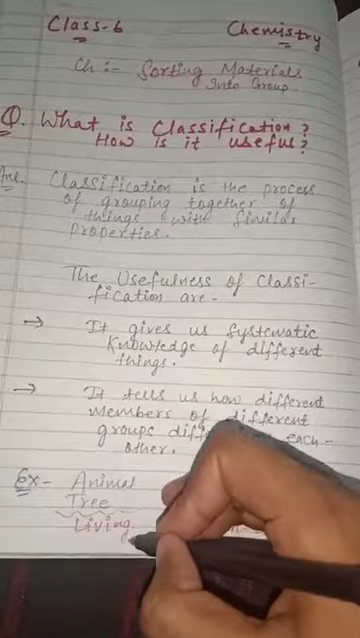 Class-6 Chemistry
Ch :- Sorting Materials
Into Group
Q. What is Classification?
How is it useful?
Ans. Classification is the process
of grouping together of
things with similar
properties.
The Usefulness of Classi-
fication are-
→ It gives us systematic
Knowledge of different
things.
→ It tells us how different
members of different
groups each-
other.
Ex- Animal
Tree
Living